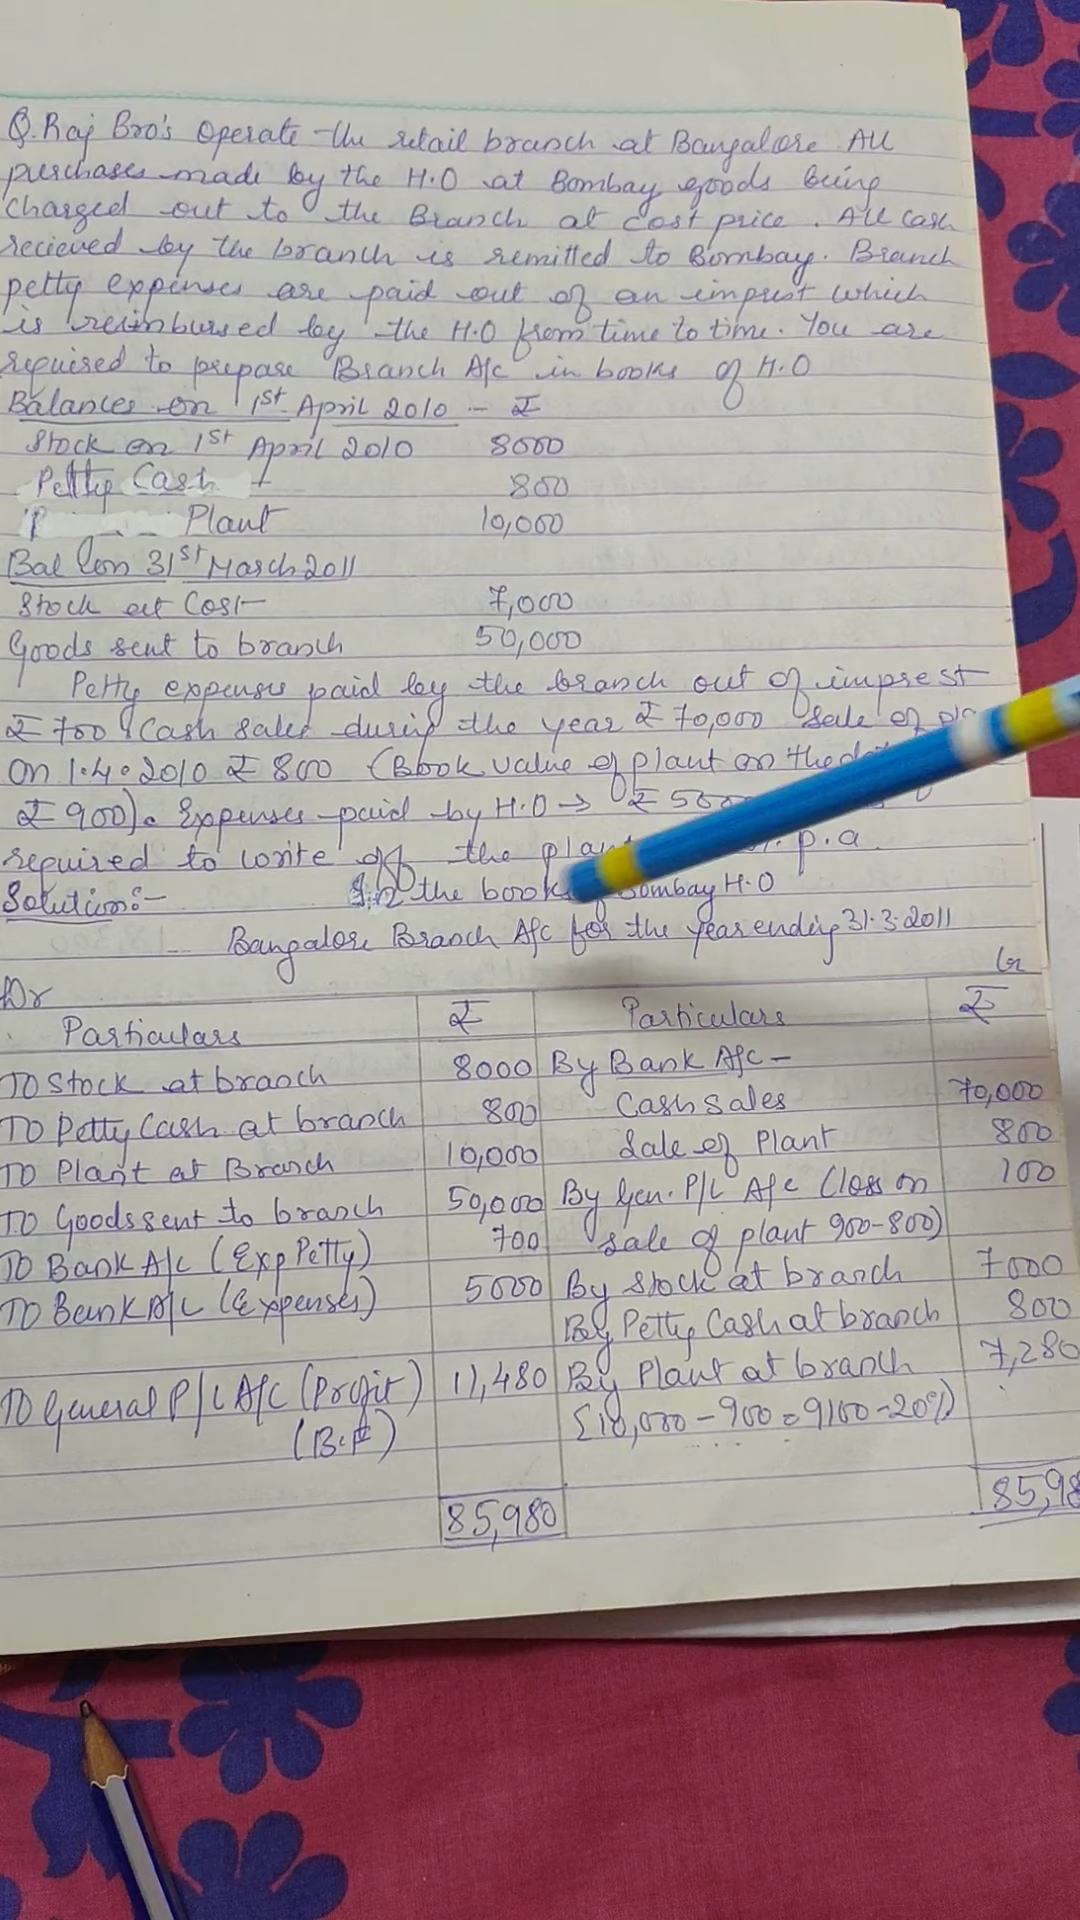 Q. Raj Bro's Operate the retail branch at Bangalore All
purchases made by the H.O at Bombay goods being
charged out to the Branch at cost price. All cash
recieved by the branch is remitted to Bombay. Branch
petty expenses are paid out of an imprest which
is reimbursed by the H.O from time to time. You are
required to prepare Branch A/c in books of H.O
Balances on 1st April 2010 - ₹
Stock on 1st April 2010 8000
Petty Cash 800
Plant 10,000
Bal on 31st March 2011
Stock at Cost 7,000
Goods sent to branch 50,000
Petty expenses paid by the branch out of imprest
₹ 700 Cash Sales during the year ₹ 70,000 Sale of
on 1.4.2010 ₹ 800 (Book value of plant on the
₹ 900). Expenses paid by H.O → ₹
required to write off the p.a.
Solution:- In the books Bombay H.O
Bangalore Branch A/c for the year ending 31.3.2011
Dr Cr
Particulars ₹ Particulars ₹
TO Stock at branch 8000 By Bank A/c -
TO Petty Cash at branch 800 Cash sales 70,000
TO Plant at Branch 10,000 Sale of Plant 800
TO Goods sent to branch 50,000 By Gen. P/L A/c (loss on 100
TO Bank A/c (Exp Petty) 700 sale of plant 900-800)
TO Bank A/c (Expenses) 5000 By Stock at branch 7000
By Petty Cash at branch 800
TO General P/L A/c (Profit) 11,480 By Plant at branch 7,280
(B.F) {10,000 - 900 = 9100 - 20%)
85,980